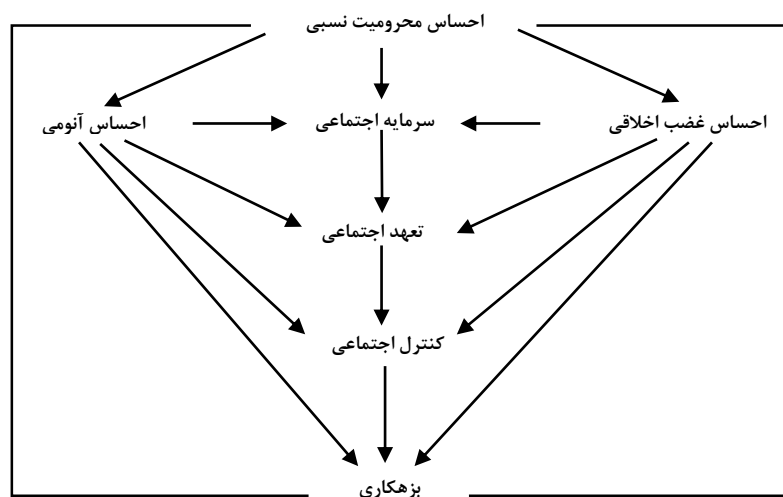 احساس محرومیت نسبی
احساس غضب اخلاقی
سرمایه اجتماعی
احساس آنومی
تعهد اجتماعی
کنترل اجتماعی
بزهکاری